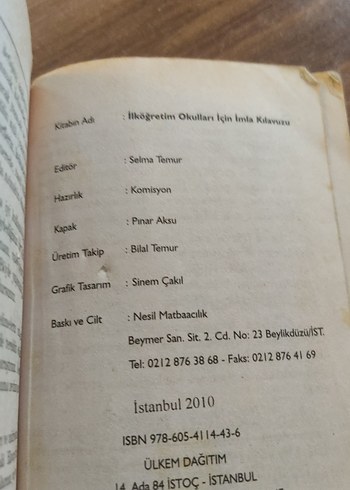 Kitabın Adı : İlköğretim Okulları İçin İmla Kılavuzu
Editör : Selma Temur
Hazırlık : Komisyon
Kapak : Pınar Aksu
Üretim Takip : Bilal Temur
Grafik Tasarım : Sinem Çakıl
Baskı ve Cilt : Nesil Matbaacılık
Beymer San. Sit. 2. Cd. No: 23 Beylikdüzü/İST.
Tel: 0212 876 38 68 - Faks: 0212 876 41 69
İstanbul 2010
ISBN 978-605-4114-43-6
ÜLKEM DAĞITIM
14. Ada 84 İSTOÇ - İSTANBUL